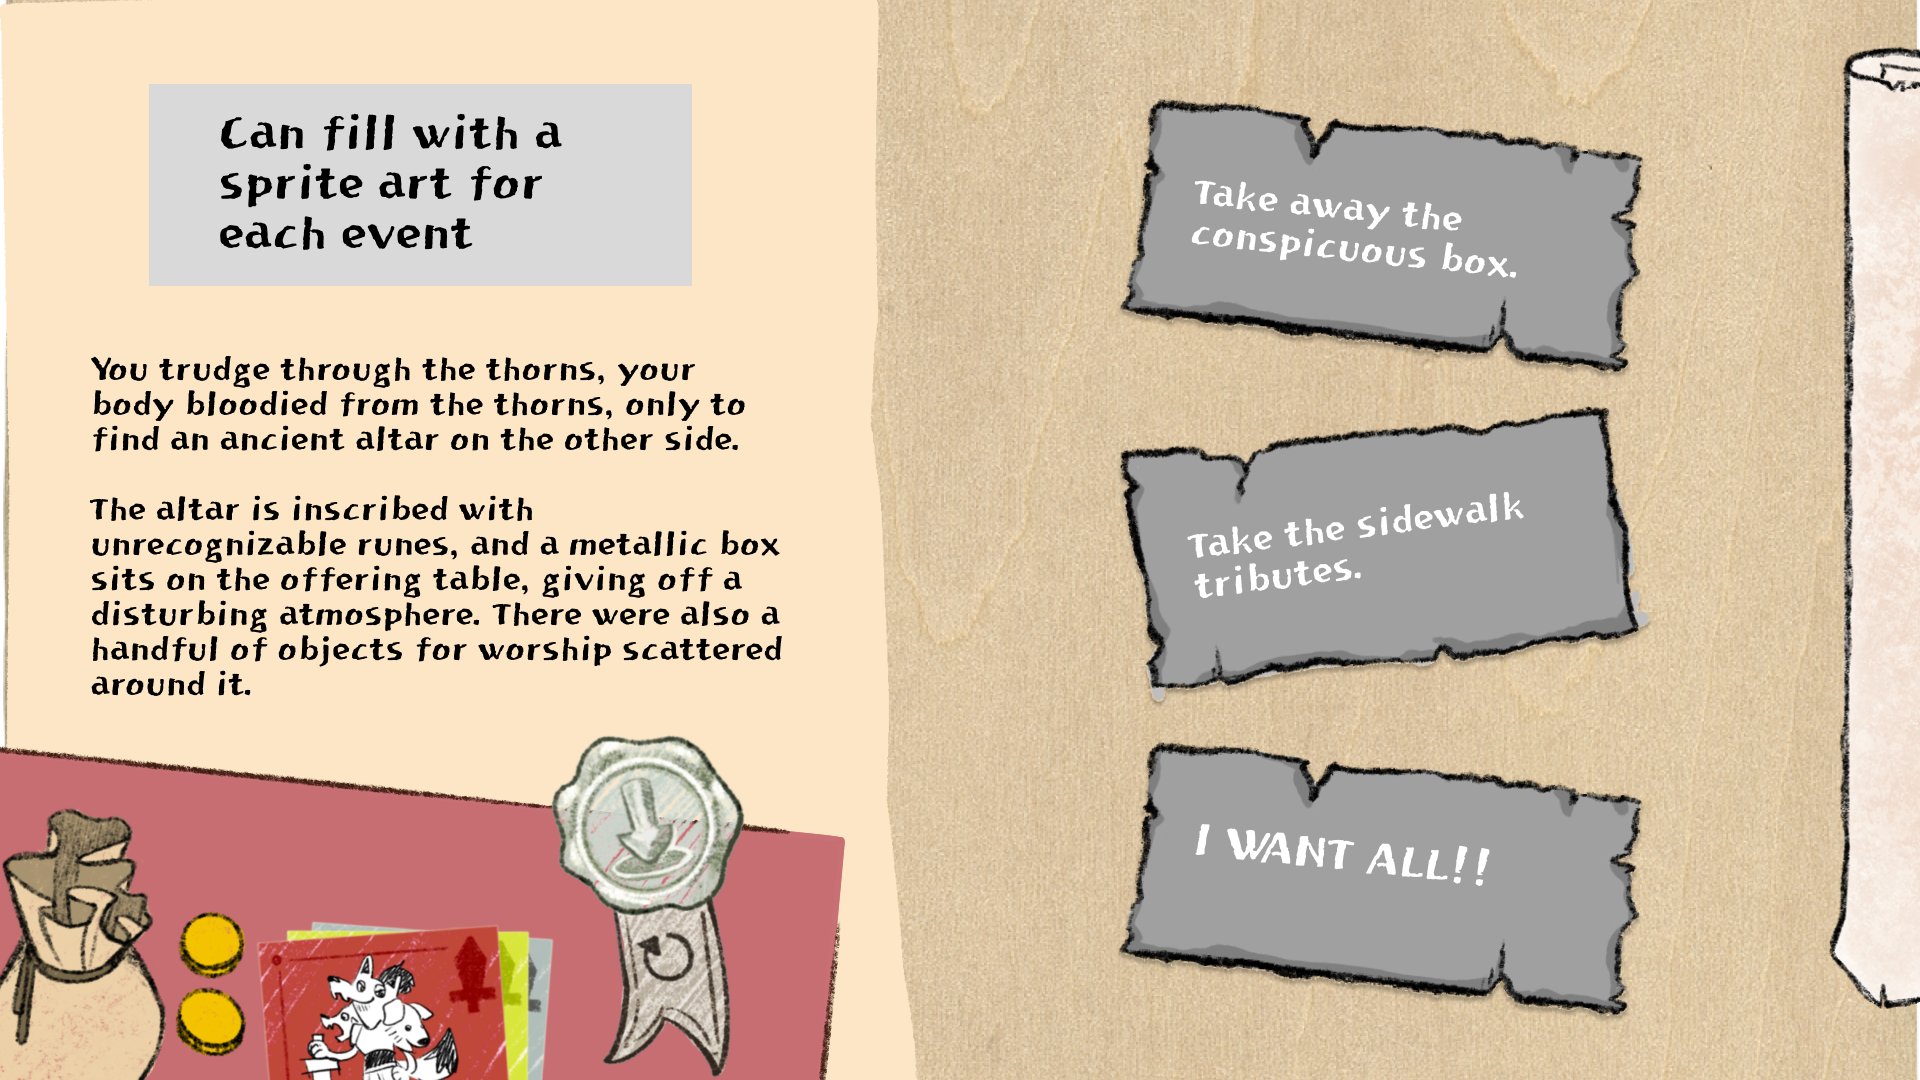 Can fill with a
sprite art for
each event
You trudge through the thorns, your
body bloodied from the thorns, only to
find an ancient altar on the other side.
The altar is inscribed with
unrecognizable runes, and a metallic box
sits on the offering table, giving off a
disturbing atmosphere. There were also a
handful of objects for worship scattered
around it.
Take away the
conspicuous box.
Take the sidewalk
tributes.
I WANT ALL!!